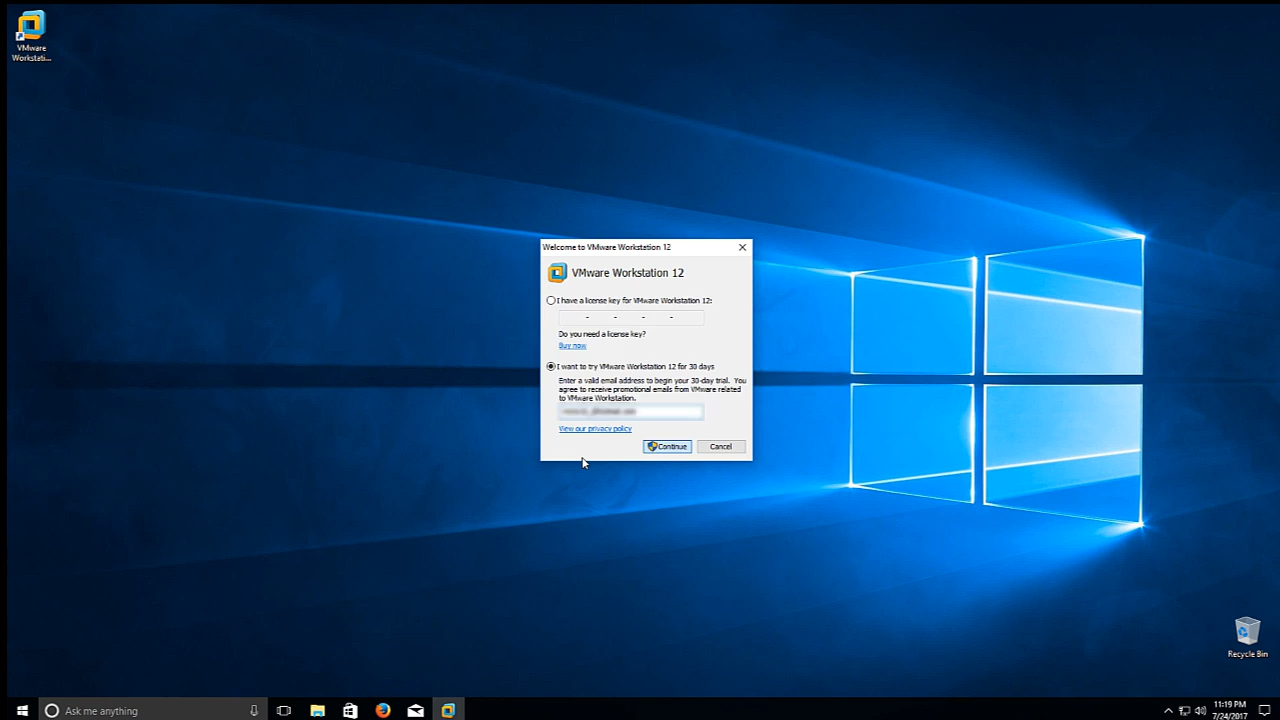 VMware
Workstati...
Welcome to VMware Workstation 12
VMware Workstation 12
I have a license key for VMware Workstation 12:
- - - -
Do you need a license key?
Buy now
I want to try VMware Workstation 12 for 30 days
Enter a valid email address to begin your 30-day trial. You
agree to receive promotional emails from VMware related
to VMware Workstation.
View our privacy policy
Continue Cancel
Recycle Bin
Ask me anything
11:19 PM
7/24/2017